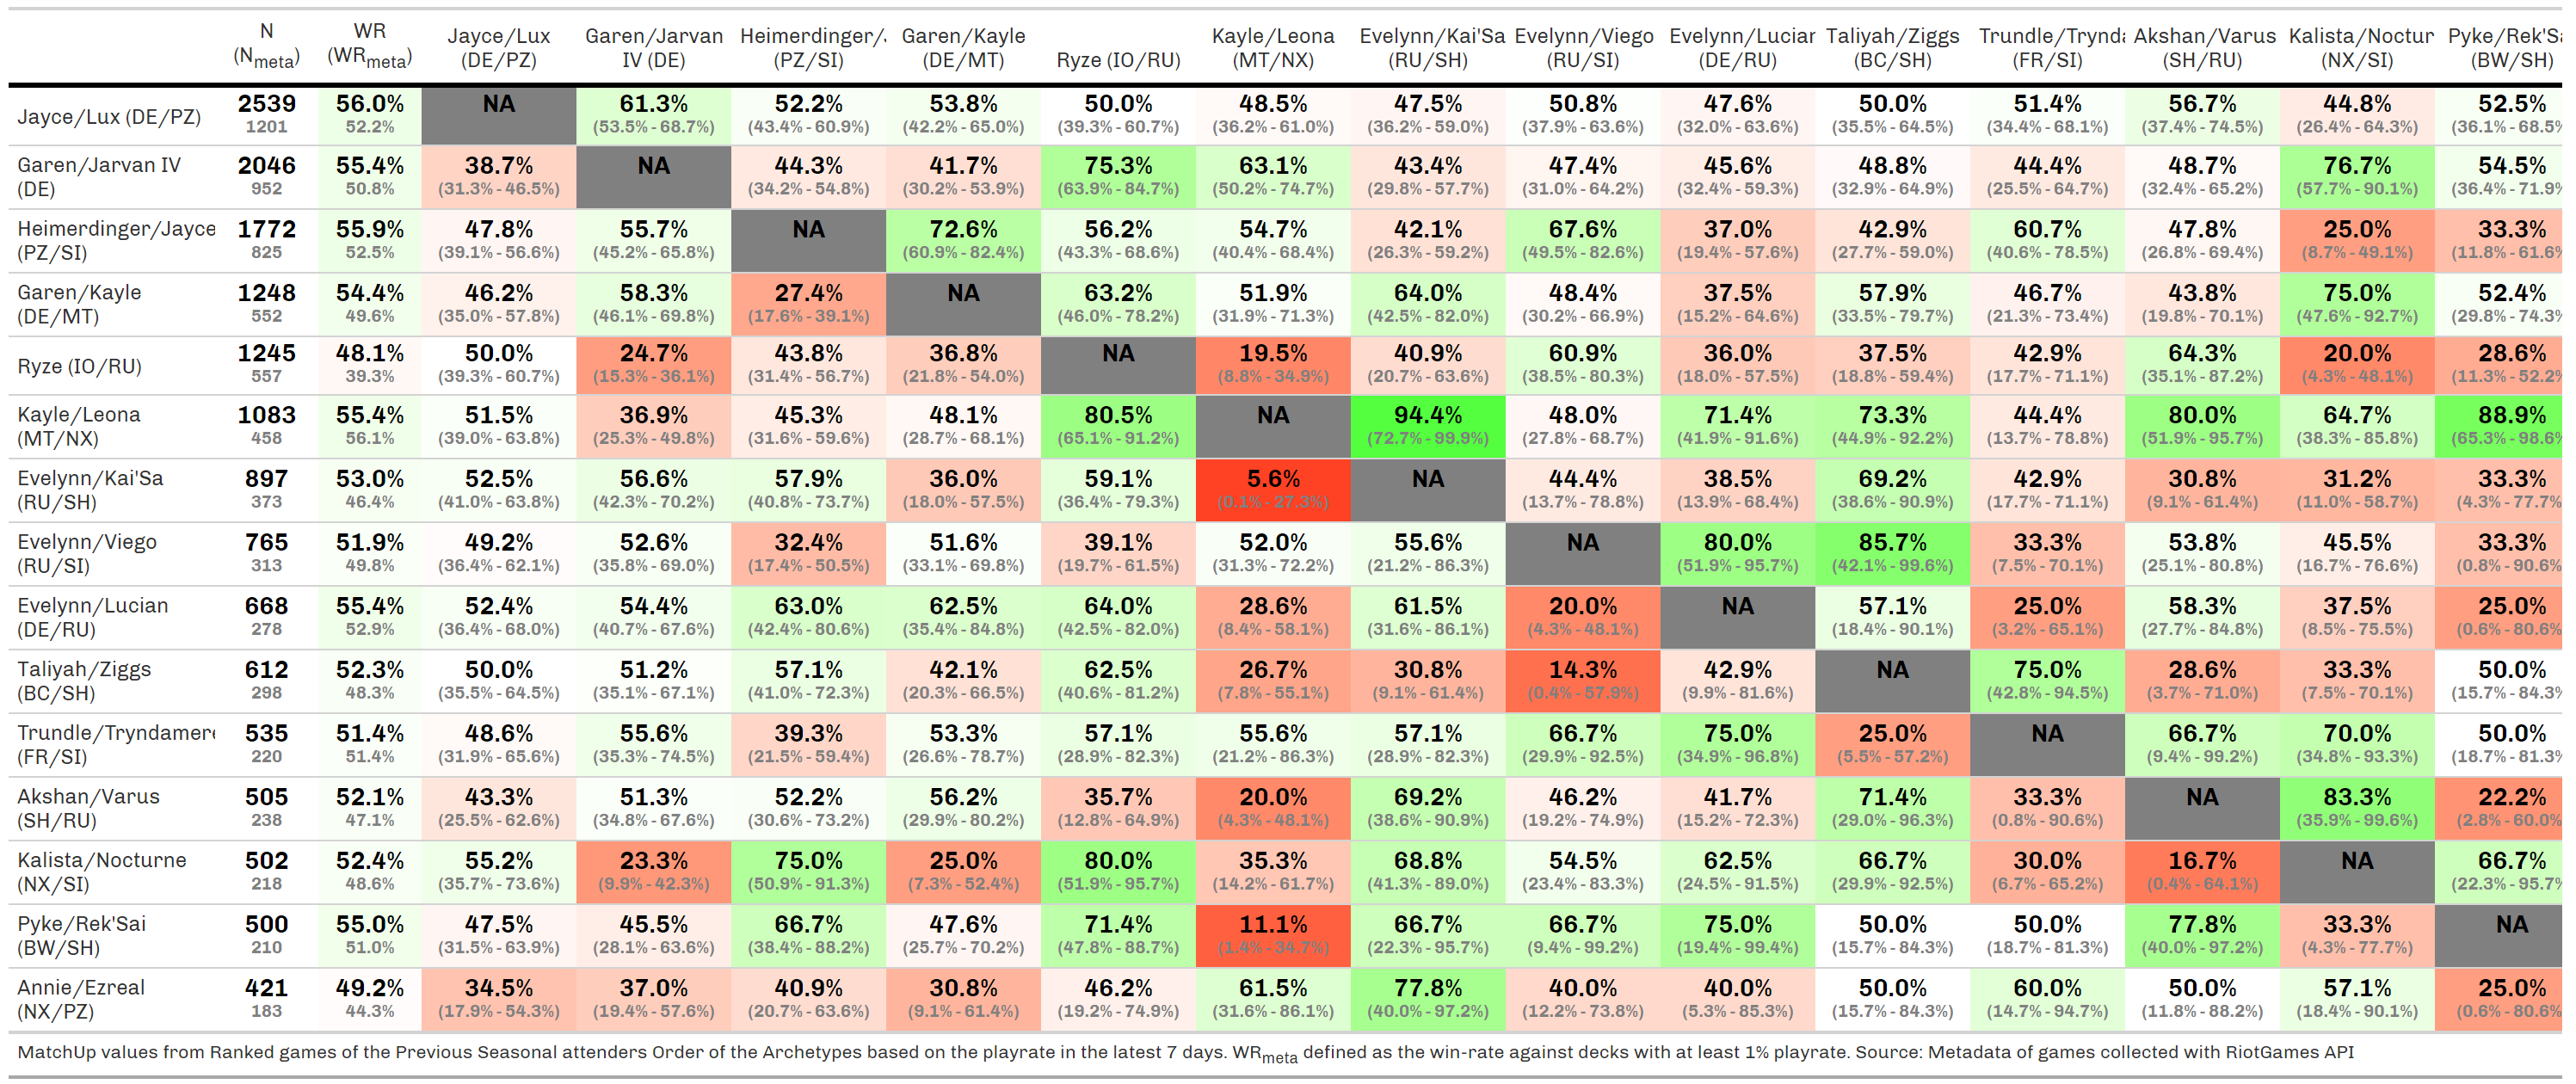 N WR Jayce/Lux Garen/Jarvan Heimerdinger/J Garen/Kayle Ryze (IO/RU) Kayle/Leona Evelynn/Kai'Sa Evelynn/Viego Evelynn/Lucian Taliyah/Ziggs Trundle/Trynda Akshan/Varus Kalista/Noctur Pyke/Rek'Sa
(Nmeta) (WRmeta) (DE/PZ) IV (DE) (PZ/SI) (DE/MT) (MT/NX) (RU/SH) (RU/SI) (DE/RU) (BC/SH) (FR/SI) (SH/RU) (NX/SI) (BW/SH)
Jayce/Lux (DE/PZ) 2539 56.0% NA 61.3% 52.2% 53.8% 50.0% 48.5% 47.5% 50.8% 47.6% 50.0% 51.4% 56.7% 44.8% 52.5%
1201 52.2% (53.5% - 68.7%) (43.4% - 60.9%) (42.2% - 65.0%) (39.3% - 60.7%) (36.2% - 61.0%) (36.2% - 59.0%) (37.9% - 63.6%) (32.0% - 63.6%) (35.5% - 64.5%) (34.4% - 68.1%) (37.4% - 74.5%) (26.4% - 64.3%) (36.1% - 68.5%
Garen/Jarvan IV 2046 55.4% 38.7% NA 44.3% 41.7% 75.3% 63.1% 43.4% 47.4% 45.6% 48.8% 44.4% 48.7% 76.7% 54.5%
(DE) 952 50.8% (31.3% - 46.5%) (34.2% - 54.8%) (30.2% - 53.9%) (63.9% - 84.7%) (50.2% - 74.7%) (29.8% - 57.7%) (31.0% - 64.2%) (32.4% - 59.3%) (32.9% - 64.9%) (25.5% - 64.7%) (32.4% - 65.2%) (57.7% - 90.1%) (36.4% - 71.9%
Heimerdinger/Jayce 1772 55.9% 47.8% 55.7% NA 72.6% 56.2% 54.7% 42.1% 67.6% 37.0% 42.9% 60.7% 47.8% 25.0% 33.3%
(PZ/SI) 825 52.5% (39.1% - 56.6%) (45.2% - 65.8%) (60.9% - 82.4%) (43.3% - 68.6%) (40.4% - 68.4%) (26.3% - 59.2%) (49.5% - 82.6%) (19.4% - 57.6%) (27.7% - 59.0%) (40.6% - 78.5%) (26.8% - 69.4%) (8.7% - 49.1%) (11.8% - 61.6%
Garen/Kayle 1248 54.4% 46.2% 58.3% 27.4% NA 63.2% 51.9% 64.0% 48.4% 37.5% 57.9% 46.7% 43.8% 75.0% 52.4%
(DE/MT) 552 49.6% (35.0% - 57.8%) (46.1% - 69.8%) (17.6% - 39.1%) (46.0% - 78.2%) (31.9% - 71.3%) (42.5% - 82.0%) (30.2% - 66.9%) (15.2% - 64.6%) (33.5% - 79.7%) (21.3% - 73.4%) (19.8% - 70.1%) (47.6% - 92.7%) (29.8% - 74.3%
Ryze (IO/RU) 1245 48.1% 50.0% 24.7% 43.8% 36.8% NA 19.5% 40.9% 60.9% 36.0% 37.5% 42.9% 64.3% 20.0% 28.6%
557 39.3% (39.3% - 60.7%) (15.3% - 36.1%) (31.4% - 56.7%) (21.8% - 54.0%) (8.8% - 34.9%) (20.7% - 63.6%) (38.5% - 80.3%) (18.0% - 57.5%) (18.8% - 59.4%) (17.7% - 71.1%) (35.1% - 87.2%) (4.3% - 48.1%) (11.3% - 52.2%
Kayle/Leona 1083 55.4% 51.5% 36.9% 45.3% 48.1% 80.5% NA 94.4% 48.0% 71.4% 73.3% 44.4% 80.0% 64.7% 88.9%
(MT/NX) 458 56.1% (39.0% - 63.8%) (25.3% - 49.8%) (31.6% - 59.6%) (28.7% - 68.1%) (65.1% - 91.2%) (72.7% - 99.9%) (27.8% - 68.7%) (41.9% - 91.6%) (44.9% - 92.2%) (13.7% - 78.8%) (51.9% - 95.7%) (38.3% - 85.8%) (65.3% - 98.6%
Evelynn/Kai'Sa 897 53.0% 52.5% 56.6% 57.9% 36.0% 59.1% 5.6% NA 44.4% 38.5% 69.2% 42.9% 30.8% 31.2% 33.3%
(RU/SH) 373 46.4% (41.0% - 63.8%) (42.3% - 70.2%) (40.8% - 73.7%) (18.0% - 57.5%) (36.4% - 79.3%) (0.1% - 27.3%) (13.7% - 78.8%) (13.9% - 68.4%) (38.6% - 90.9%) (17.7% - 71.1%) (9.1% - 61.4%) (11.0% - 58.7%) (4.3% - 77.7%
Evelynn/Viego 765 51.9% 49.2% 52.6% 32.4% 51.6% 39.1% 52.0% 55.6% NA 80.0% 85.7% 33.3% 53.8% 45.5% 33.3%
(RU/SI) 313 49.8% (36.4% - 62.1%) (35.8% - 69.0%) (17.4% - 50.5%) (33.1% - 69.8%) (19.7% - 61.5%) (31.3% - 72.2%) (21.2% - 86.3%) (51.9% - 95.7%) (42.1% - 99.6%) (7.5% - 70.1%) (25.1% - 80.8%) (16.7% - 76.6%) (0.8% - 90.6%
Evelynn/Lucian 668 55.4% 52.4% 54.4% 63.0% 62.5% 64.0% 28.6% 61.5% 20.0% NA 57.1% 25.0% 58.3% 37.5% 25.0%
(DE/RU) 278 52.9% (36.4% - 68.0%) (40.7% - 67.6%) (42.4% - 80.6%) (35.4% - 84.8%) (42.5% - 82.0%) (8.4% - 58.1%) (31.6% - 86.1%) (4.3% - 48.1%) (18.4% - 90.1%) (3.2% - 65.1%) (27.7% - 84.8%) (8.5% - 75.5%) (0.6% - 80.6%
Taliyah/Ziggs 612 52.3% 50.0% 51.2% 57.1% 42.1% 62.5% 26.7% 30.8% 14.3% 42.9% NA 75.0% 28.6% 33.3% 50.0%
(BC/SH) 298 48.3% (35.5% - 64.5%) (35.1% - 67.1%) (41.0% - 72.3%) (20.3% - 66.5%) (40.6% - 81.2%) (7.8% - 55.1%) (9.1% - 61.4%) (0.4% - 57.9%) (9.9% - 81.6%) (42.8% - 94.5%) (3.7% - 71.0%) (7.5% - 70.1%) (15.7% - 84.3%
Trundle/Tryndamere 535 51.4% 48.6% 55.6% 39.3% 53.3% 57.1% 55.6% 57.1% 66.7% 75.0% 25.0% NA 66.7% 70.0% 50.0%
(FR/SI) 220 51.4% (31.9% - 65.6%) (35.3% - 74.5%) (21.5% - 59.4%) (26.6% - 78.7%) (28.9% - 82.3%) (21.2% - 86.3%) (28.9% - 82.3%) (29.9% - 92.5%) (34.9% - 96.8%) (5.5% - 57.2%) (9.4% - 99.2%) (34.8% - 93.3%) (18.7% - 81.3%
Akshan/Varus 505 52.1% 43.3% 51.3% 52.2% 56.2% 35.7% 20.0% 69.2% 46.2% 41.7% 71.4% 33.3% NA 83.3% 22.2%
(SH/RU) 238 47.1% (25.5% - 62.6%) (34.8% - 67.6%) (30.6% - 73.2%) (29.9% - 80.2%) (12.8% - 64.9%) (4.3% - 48.1%) (38.6% - 90.9%) (19.2% - 74.9%) (15.2% - 72.3%) (29.0% - 96.3%) (0.8% - 90.6%) (35.9% - 99.6%) (2.8% - 60.0%
Kalista/Nocturne 502 52.4% 55.2% 23.3% 75.0% 25.0% 80.0% 35.3% 68.8% 54.5% 62.5% 66.7% 30.0% 16.7% NA 66.7%
(NX/SI) 218 48.6% (35.7% - 73.6%) (9.9% - 42.3%) (50.9% - 91.3%) (7.3% - 52.4%) (51.9% - 95.7%) (14.2% - 61.7%) (41.3% - 89.0%) (23.4% - 83.3%) (24.5% - 91.5%) (29.9% - 92.5%) (6.7% - 65.2%) (0.4% - 64.1%) (22.3% - 95.7%
Pyke/Rek'Sai 500 55.0% 47.5% 45.5% 66.7% 47.6% 71.4% 11.1% 66.7% 66.7% 75.0% 50.0% 50.0% 77.8% 33.3% NA
(BW/SH) 210 51.0% (31.5% - 63.9%) (28.1% - 63.6%) (38.4% - 88.2%) (25.7% - 70.2%) (47.8% - 88.7%) (1.4% - 34.7%) (22.3% - 95.7%) (9.4% - 99.2%) (19.4% - 99.4%) (15.7% - 84.3%) (18.7% - 81.3%) (40.0% - 97.2%) (4.3% - 77.7%)
Annie/Ezreal 421 49.2% 34.5% 37.0% 40.9% 30.8% 46.2% 61.5% 77.8% 40.0% 40.0% 50.0% 60.0% 50.0% 57.1% 25.0%
(NX/PZ) 183 44.3% (17.9% - 54.3%) (19.4% - 57.6%) (20.7% - 63.6%) (9.1% - 61.4%) (19.2% - 74.9%) (31.6% - 86.1%) (40.0% - 97.2%) (12.2% - 73.8%) (5.3% - 85.3%) (15.7% - 84.3%) (14.7% - 94.7%) (11.8% - 88.2%) (18.4% - 90.1%) (0.6% - 80.6%
MatchUp values from Ranked games of the Previous Seasonal attenders Order of the Archetypes based on the playrate in the latest 7 days. WRmeta defined as the win-rate against decks with at least 1% playrate. Source: Metadata of games collected with RiotGames API